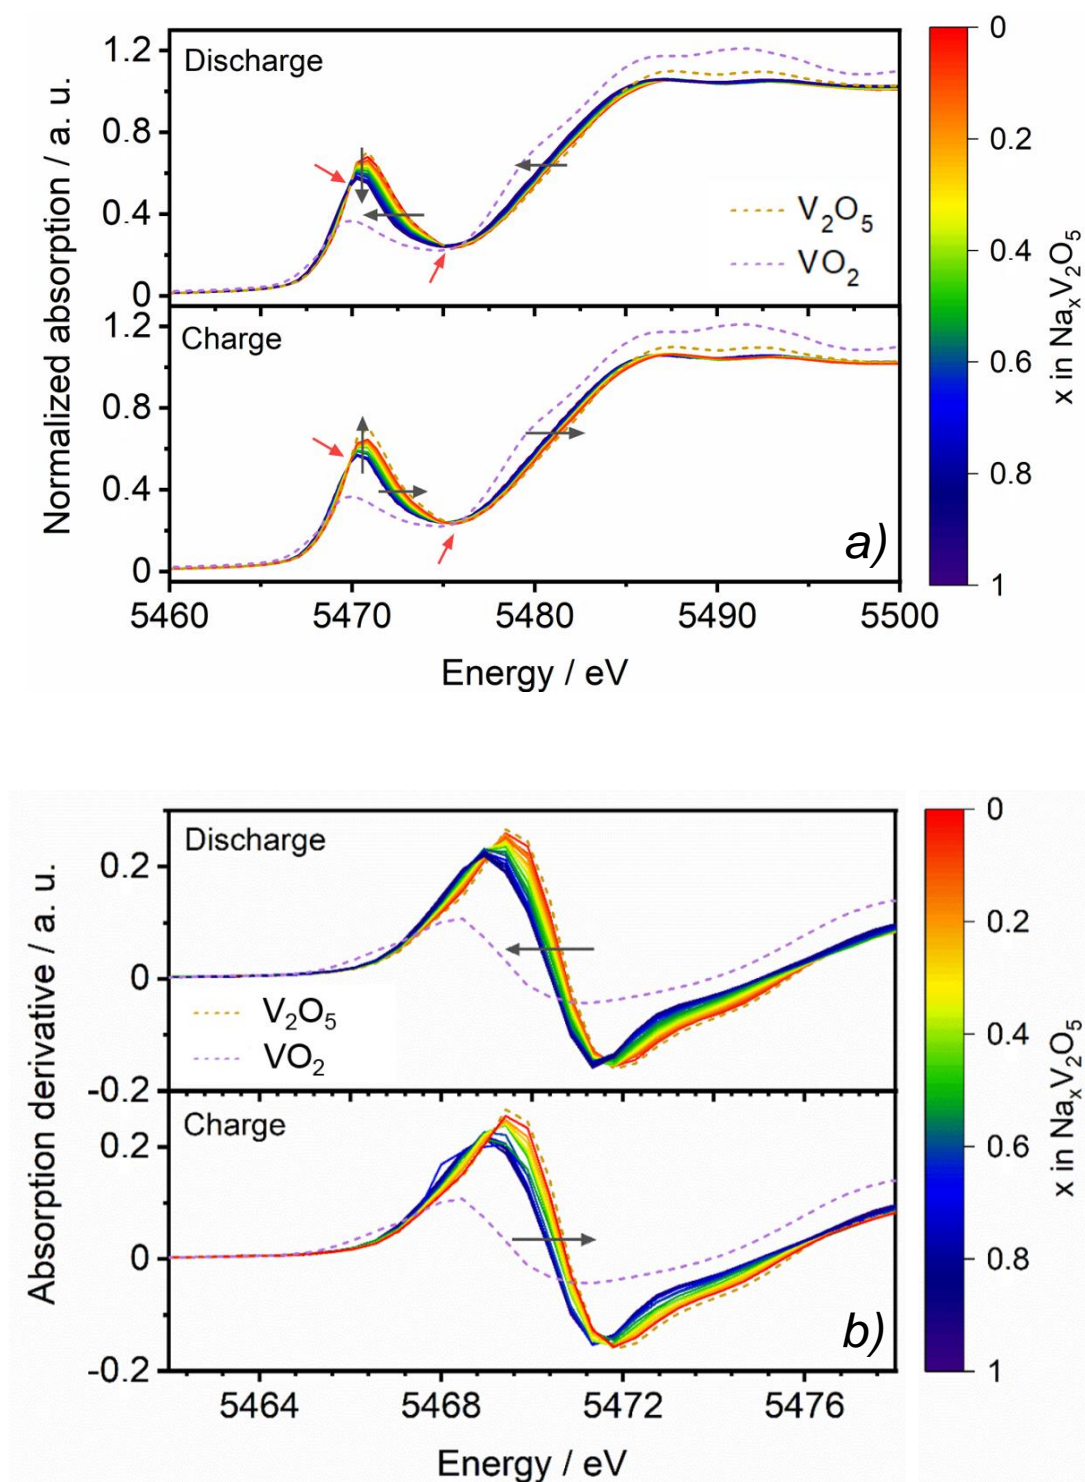 Discharge
1.2
0.8
0.4
0
V₂O₅
VO₂
Charge
1.2
0.8
0.4
0
a)
5460 5470 5480 5490 5500
Energy / eV
Normalized absorption / a. u.
0
0.2
0.4
0.6
0.8
1
x in NaₓV₂O₅
Discharge
0.2
0
-0.2
V₂O₅
VO₂
Charge
0.2
0
-0.2
b)
5464 5468 5472 5476
Energy / eV
Absorption derivative / a. u.
0
0.2
0.4
0.6
0.8
1
x in NaₓV₂O₅